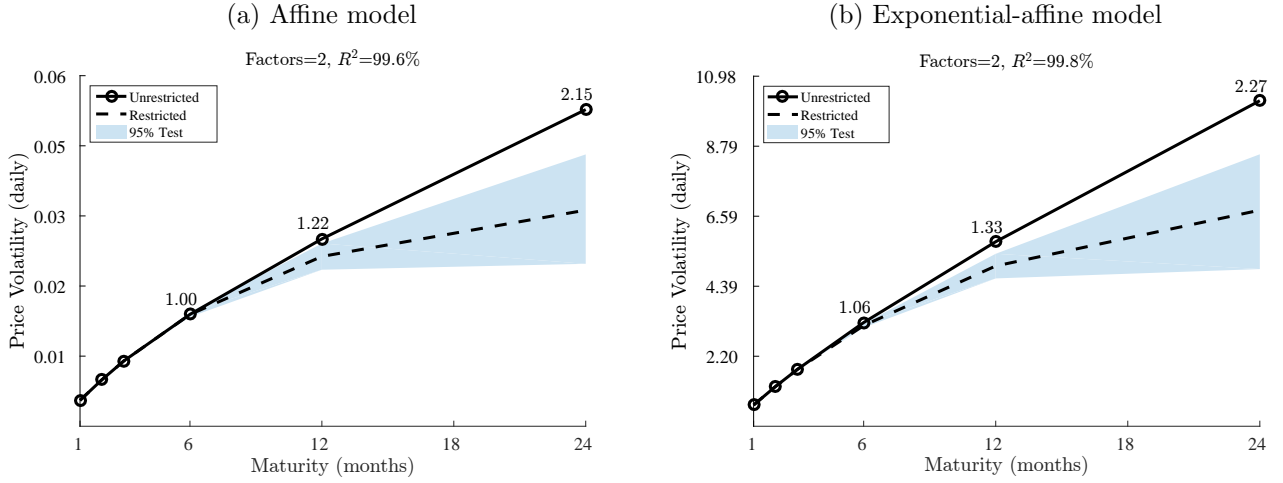 (a) Affine model
Factors=2, R²=99.6%
Price Volatility (daily)
0.06
0.05
0.03
0.02
0.01
Unrestricted
Restricted
95% Test
1.00
1.22
2.15
1
6
12
18
24
Maturity (months)
(b) Exponential-affine model
Factors=2, R²=99.8%
Price Volatility (daily)
10.98
8.79
6.59
4.39
2.20
Unrestricted
Restricted
95% Test
1.06
1.33
2.27
1
6
12
18
24
Maturity (months)